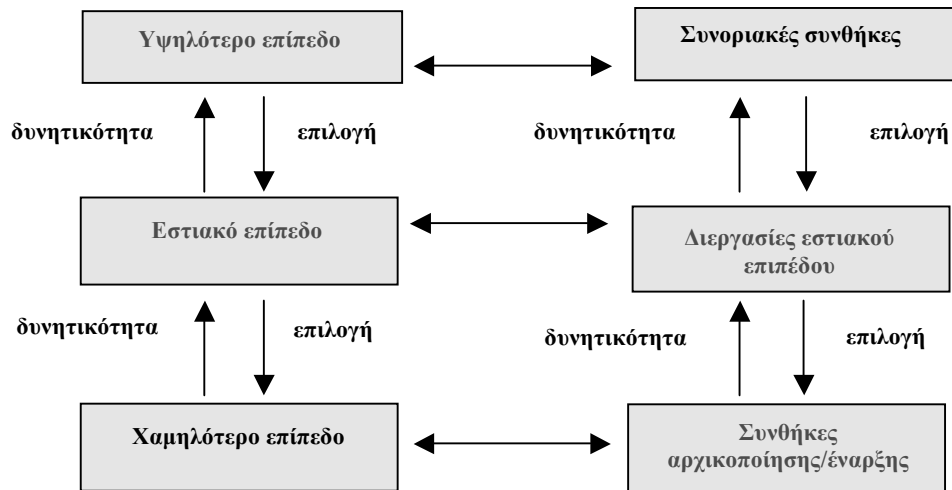 Υψηλότερο επίπεδο
Συνοριακές συνθήκες
δυνητικότητα
επιλογή
δυνητικότητα
επιλογή
Εστιακό επίπεδο
Διεργασίες εστιακού
επιπέδου
δυνητικότητα
επιλογή
δυνητικότητα
επιλογή
Χαμηλότερο επίπεδο
Συνθήκες
αρχικοποίησης/έναρξης